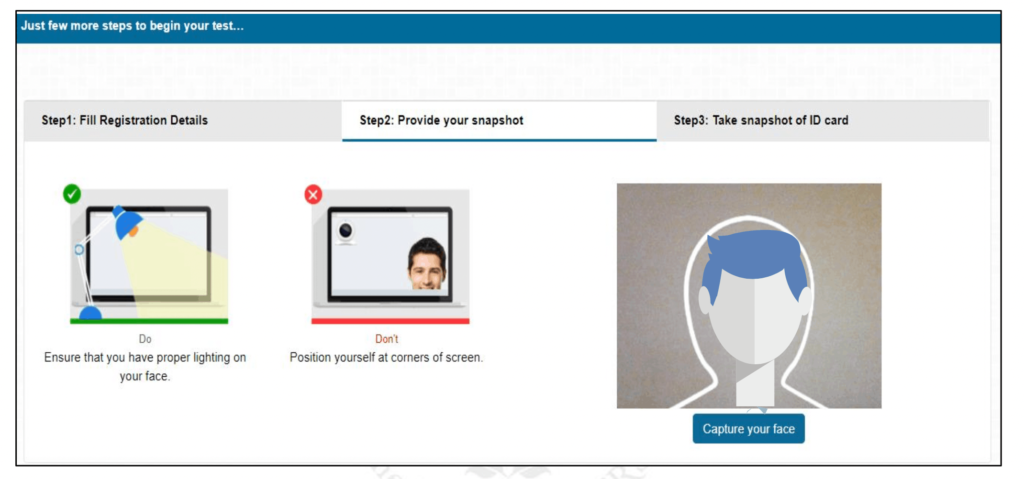 Just few more steps to begin your test...
Step1: Fill Registration Details
Step2: Provide your snapshot
Step3: Take snapshot of ID card
Do
Ensure that you have proper lighting on
your face.
Don't
Position yourself at corners of screen.
Capture your face